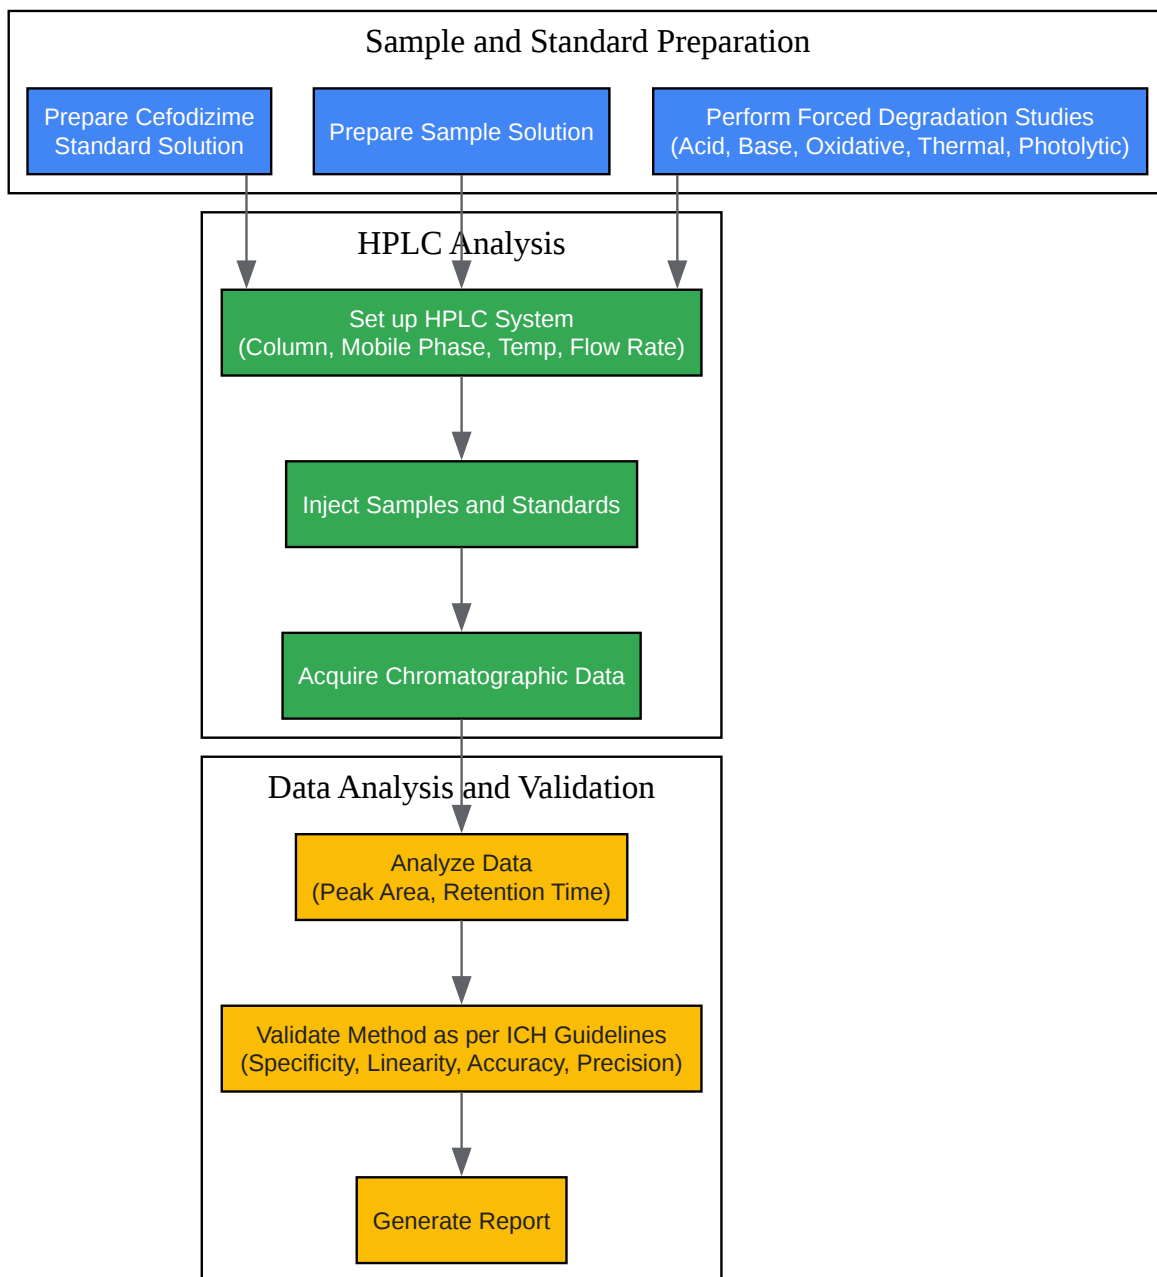 Sample and Standard Preparation
Prepare Cefodizime
Standard Solution
Prepare Sample Solution
Perform Forced Degradation Studies
(Acid, Base, Oxidative, Thermal, Photolytic)
HPLC Analysis
Set up HPLC System
(Column, Mobile Phase, Temp, Flow Rate)
Inject Samples and Standards
Acquire Chromatographic Data
Data Analysis and Validation
Analyze Data
(Peak Area, Retention Time)
Validate Method as per ICH Guidelines
(Specificity, Linearity, Accuracy, Precision)
Generate Report